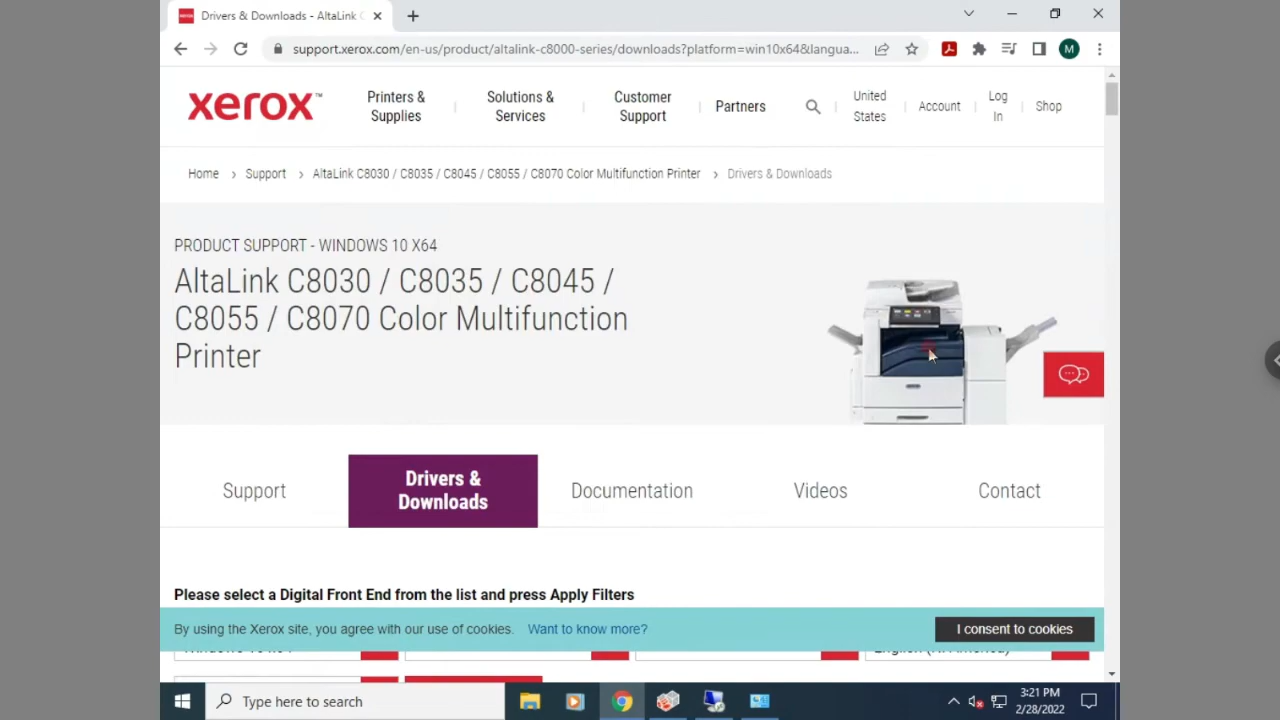 Drivers & Downloads - AltaLink C
support.xerox.com/en-us/product/altalink-c8000-series/downloads?platform=win10x64&langua...
M
xerox™
Printers &
Supplies
Solutions &
Services
Customer
Support
Partners
United
States
Account
Log
In
Shop
Home > Support > AltaLink C8030 / C8035 / C8045 / C8055 / C8070 Color Multifunction Printer > Drivers & Downloads
PRODUCT SUPPORT - WINDOWS 10 X64
AltaLink C8030 / C8035 / C8045 /
C8055 / C8070 Color Multifunction
Printer
Support
Drivers &
Downloads
Documentation
Videos
Contact
Please select a Digital Front End from the list and press Apply Filters
By using the Xerox site, you agree with our use of cookies. Want to know more?
I consent to cookies
Type here to search
3:21 PM
2/28/2022